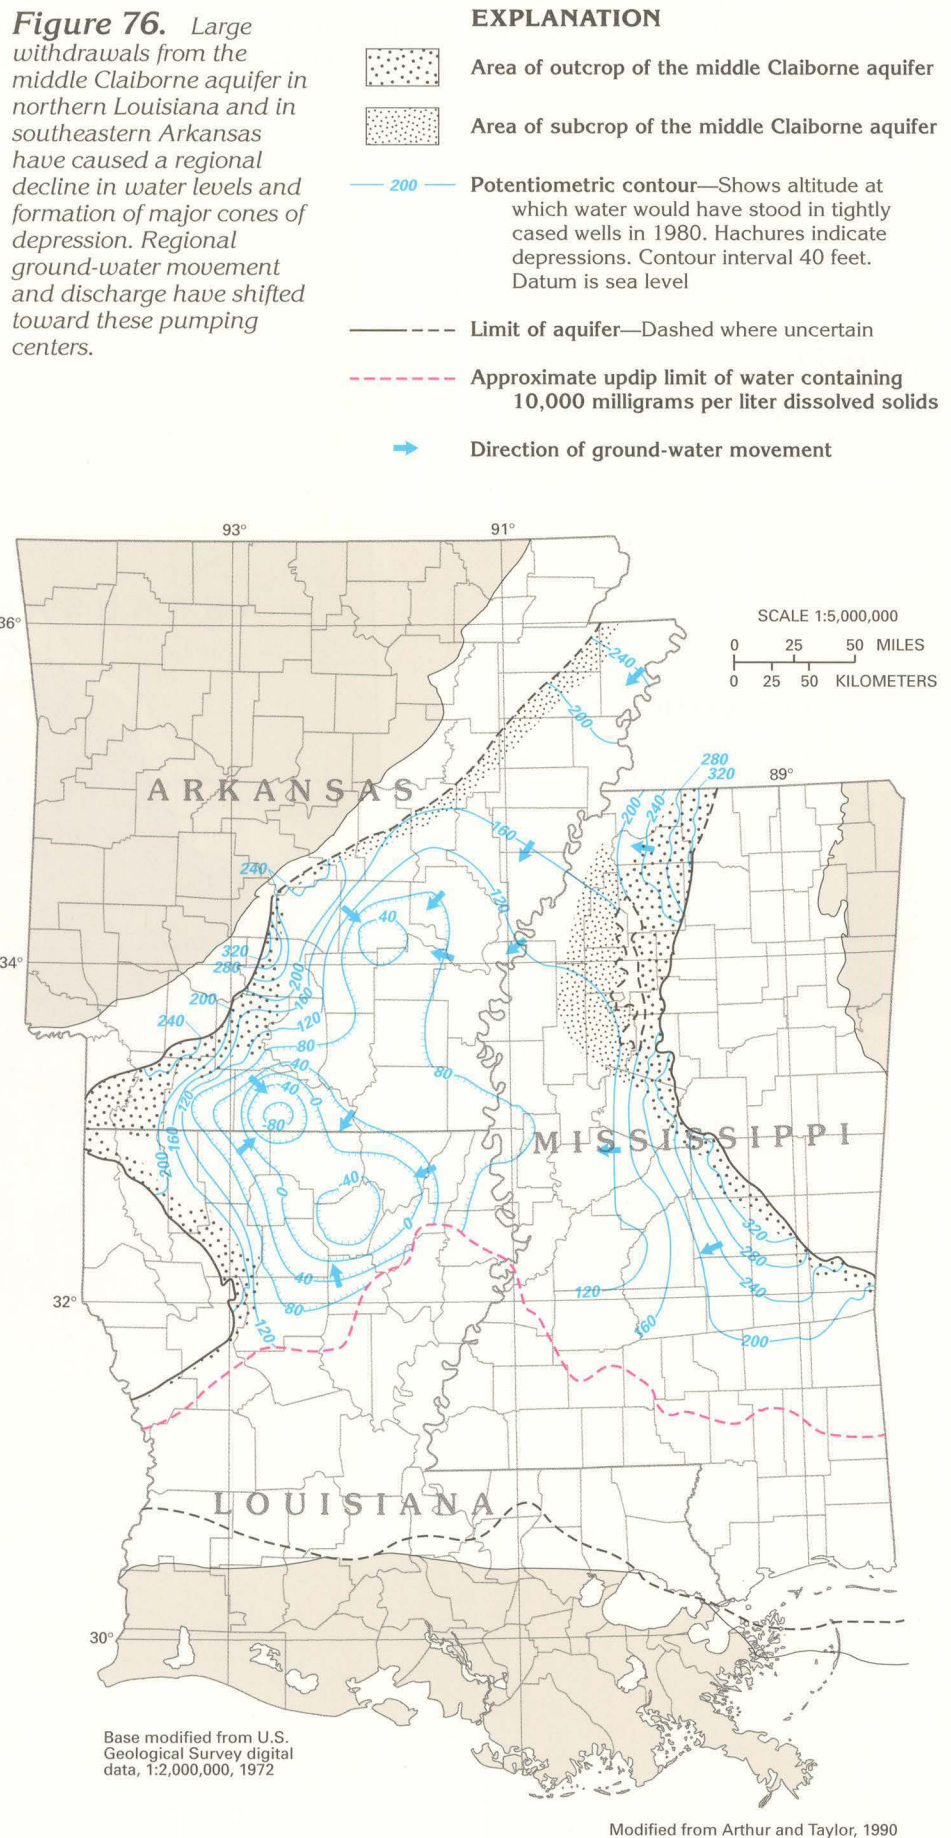 Figure 76. Large
withdrawals from the
middle Claiborne aquifer in
northern Louisiana and in
southeastern Arkansas
have caused a regional
decline in water levels and
formation of major cones of
depression. Regional
ground-water movement
and discharge have shifted
toward these pumping
centers.
EXPLANATION
Area of outcrop of the middle Claiborne aquifer
Area of subcrop of the middle Claiborne aquifer
200
Potentiometric contour—Shows altitude at
which water would have stood in tightly
cased wells in 1980. Hachures indicate
depressions. Contour interval 40 feet.
Datum is sea level
Limit of aquifer—Dashed where uncertain
Approximate updip limit of water containing
10,000 milligrams per liter dissolved solids
Direction of ground-water movement
93°
91°
36°
SCALE 1:5,000,000
0 25 50 MILES
0 25 50 KILOMETERS
240
200
280
320
89°
ARKANSAS
200
240
160
240
120
40
320
34°
280
200
200
160
240
120
80
40
80
40
0
120
-80
MISSISSIPPI
160
200
-40
0
0
320
280
40
240
120
32°
80
120
160
200
LOUISIANA
30°
Base modified from U.S.
Geological Survey digital
data, 1:2,000,000, 1972
Modified from Arthur and Taylor, 1990